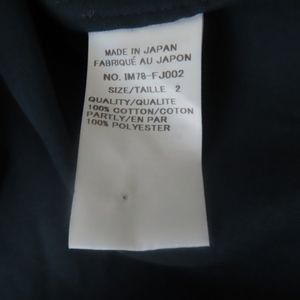 MADE IN JAPAN
FABRIQUÉ AU JAPON
NO. IM78-FJ002
SIZE/TAILLE 2
QUALITY/QUALITE
100% COTTON/COTON
PARTLY/EN PAR
100% POLYESTER